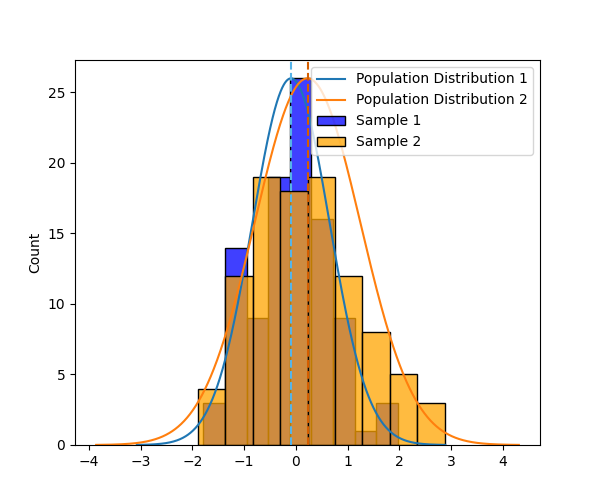 Population Distribution 1
Population Distribution 2
Sample 1
Sample 2
Count
25
20
15
10
5
0
−4 −3 −2 −1 0 1 2 3 4